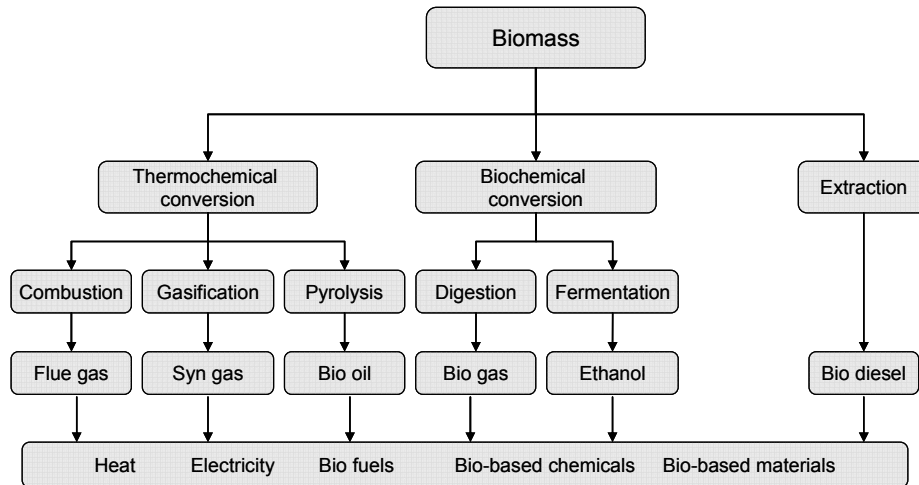 Biomass
Thermochemical
conversion
Biochemical
conversion
Extraction
Combustion
Gasification
Pyrolysis
Digestion
Fermentation
Flue gas
Syn gas
Bio oil
Bio gas
Ethanol
Bio diesel
Heat Electricity Bio fuels Bio-based chemicals Bio-based materials